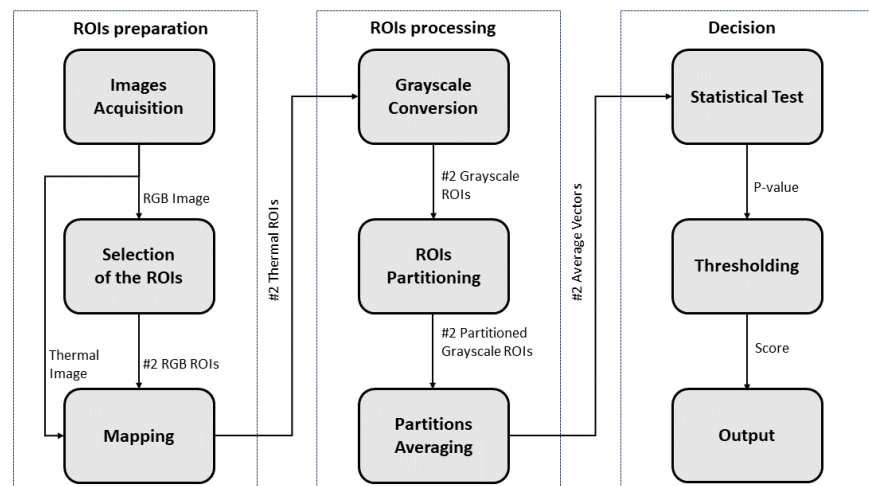 ROIs preparation
Images
Acquisition
RGB Image
Selection
of the ROIs
Thermal
Image
#2 RGB ROIs
Mapping
#2 Thermal ROIs
ROIs processing
Grayscale
Conversion
#2 Grayscale
ROIs
ROIs
Partitioning
#2 Partitioned
Grayscale ROIs
Partitions
Averaging
#2 Average Vectors
Decision
Statistical Test
P-value
Thresholding
Score
Output